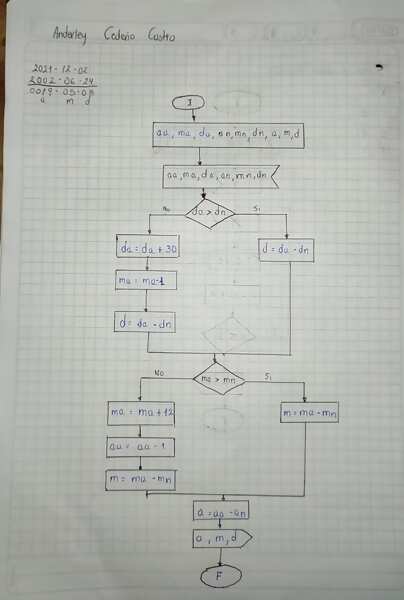 Anderley Cedeño Castro
2021-12-02
2002-06-24
0019-05-08
a m d
I
aa, ma, da, an, mn, dn, a, m, d
aa, ma, da, an, mn, dn
No
da > dn
Si
da = da + 30
d = da - dn
ma = ma-1
d = da - dn
No
ma > mn
Si
ma = ma + 12
m = ma - mn
aa = aa - 1
m = ma - mn
a = aa - an
a, m, d
F